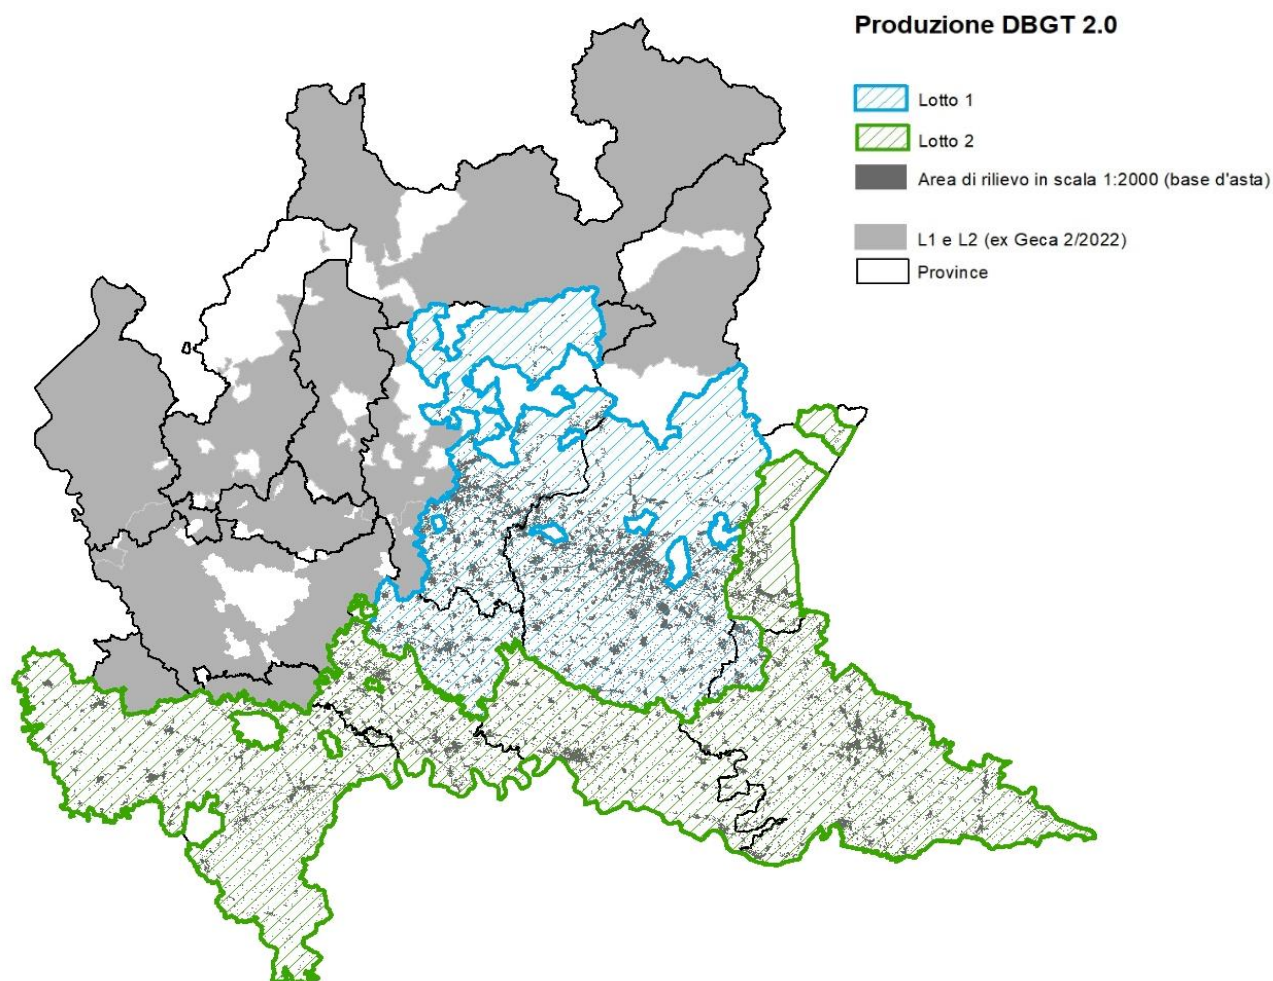 Produzione DBGT 2.0
Lotto 1
Lotto 2
Area di rilievo in scala 1:2000 (base d'asta)
L1 e L2 (ex Geca 2/2022)
Province